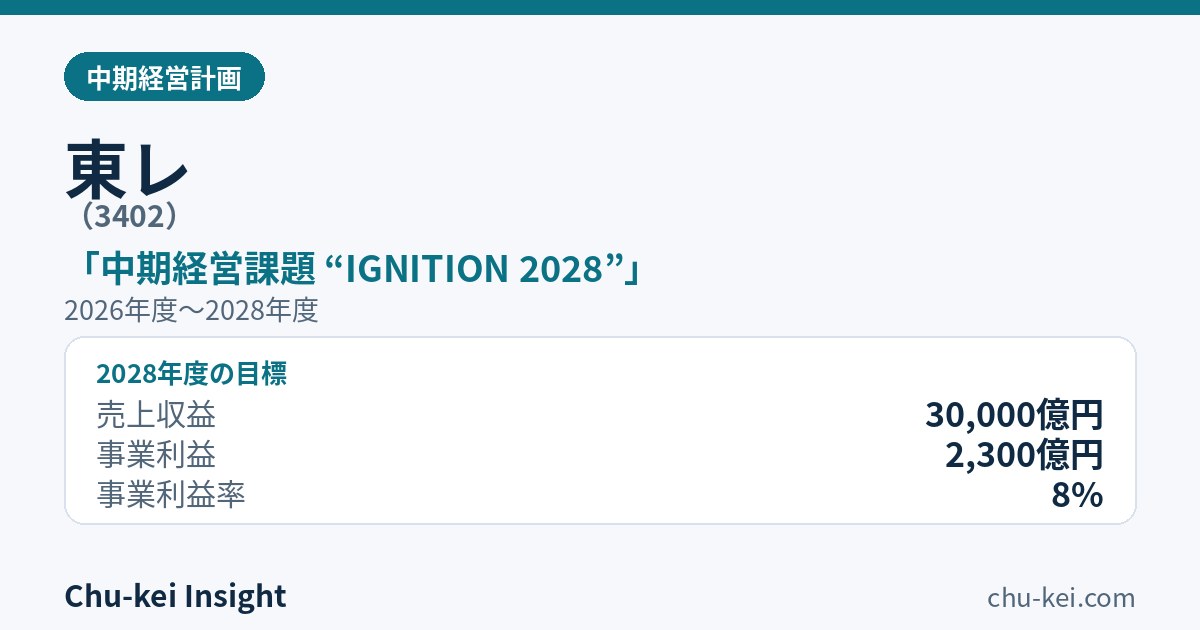 中期経営計画
東レ
（3402）
「中期経営課題 “IGNITION 2028”」
2026年度〜2028年度
2028年度の目標
売上収益 30,000億円
事業利益 2,300億円
事業利益率 8%
Chu-kei Insight chu-kei.com